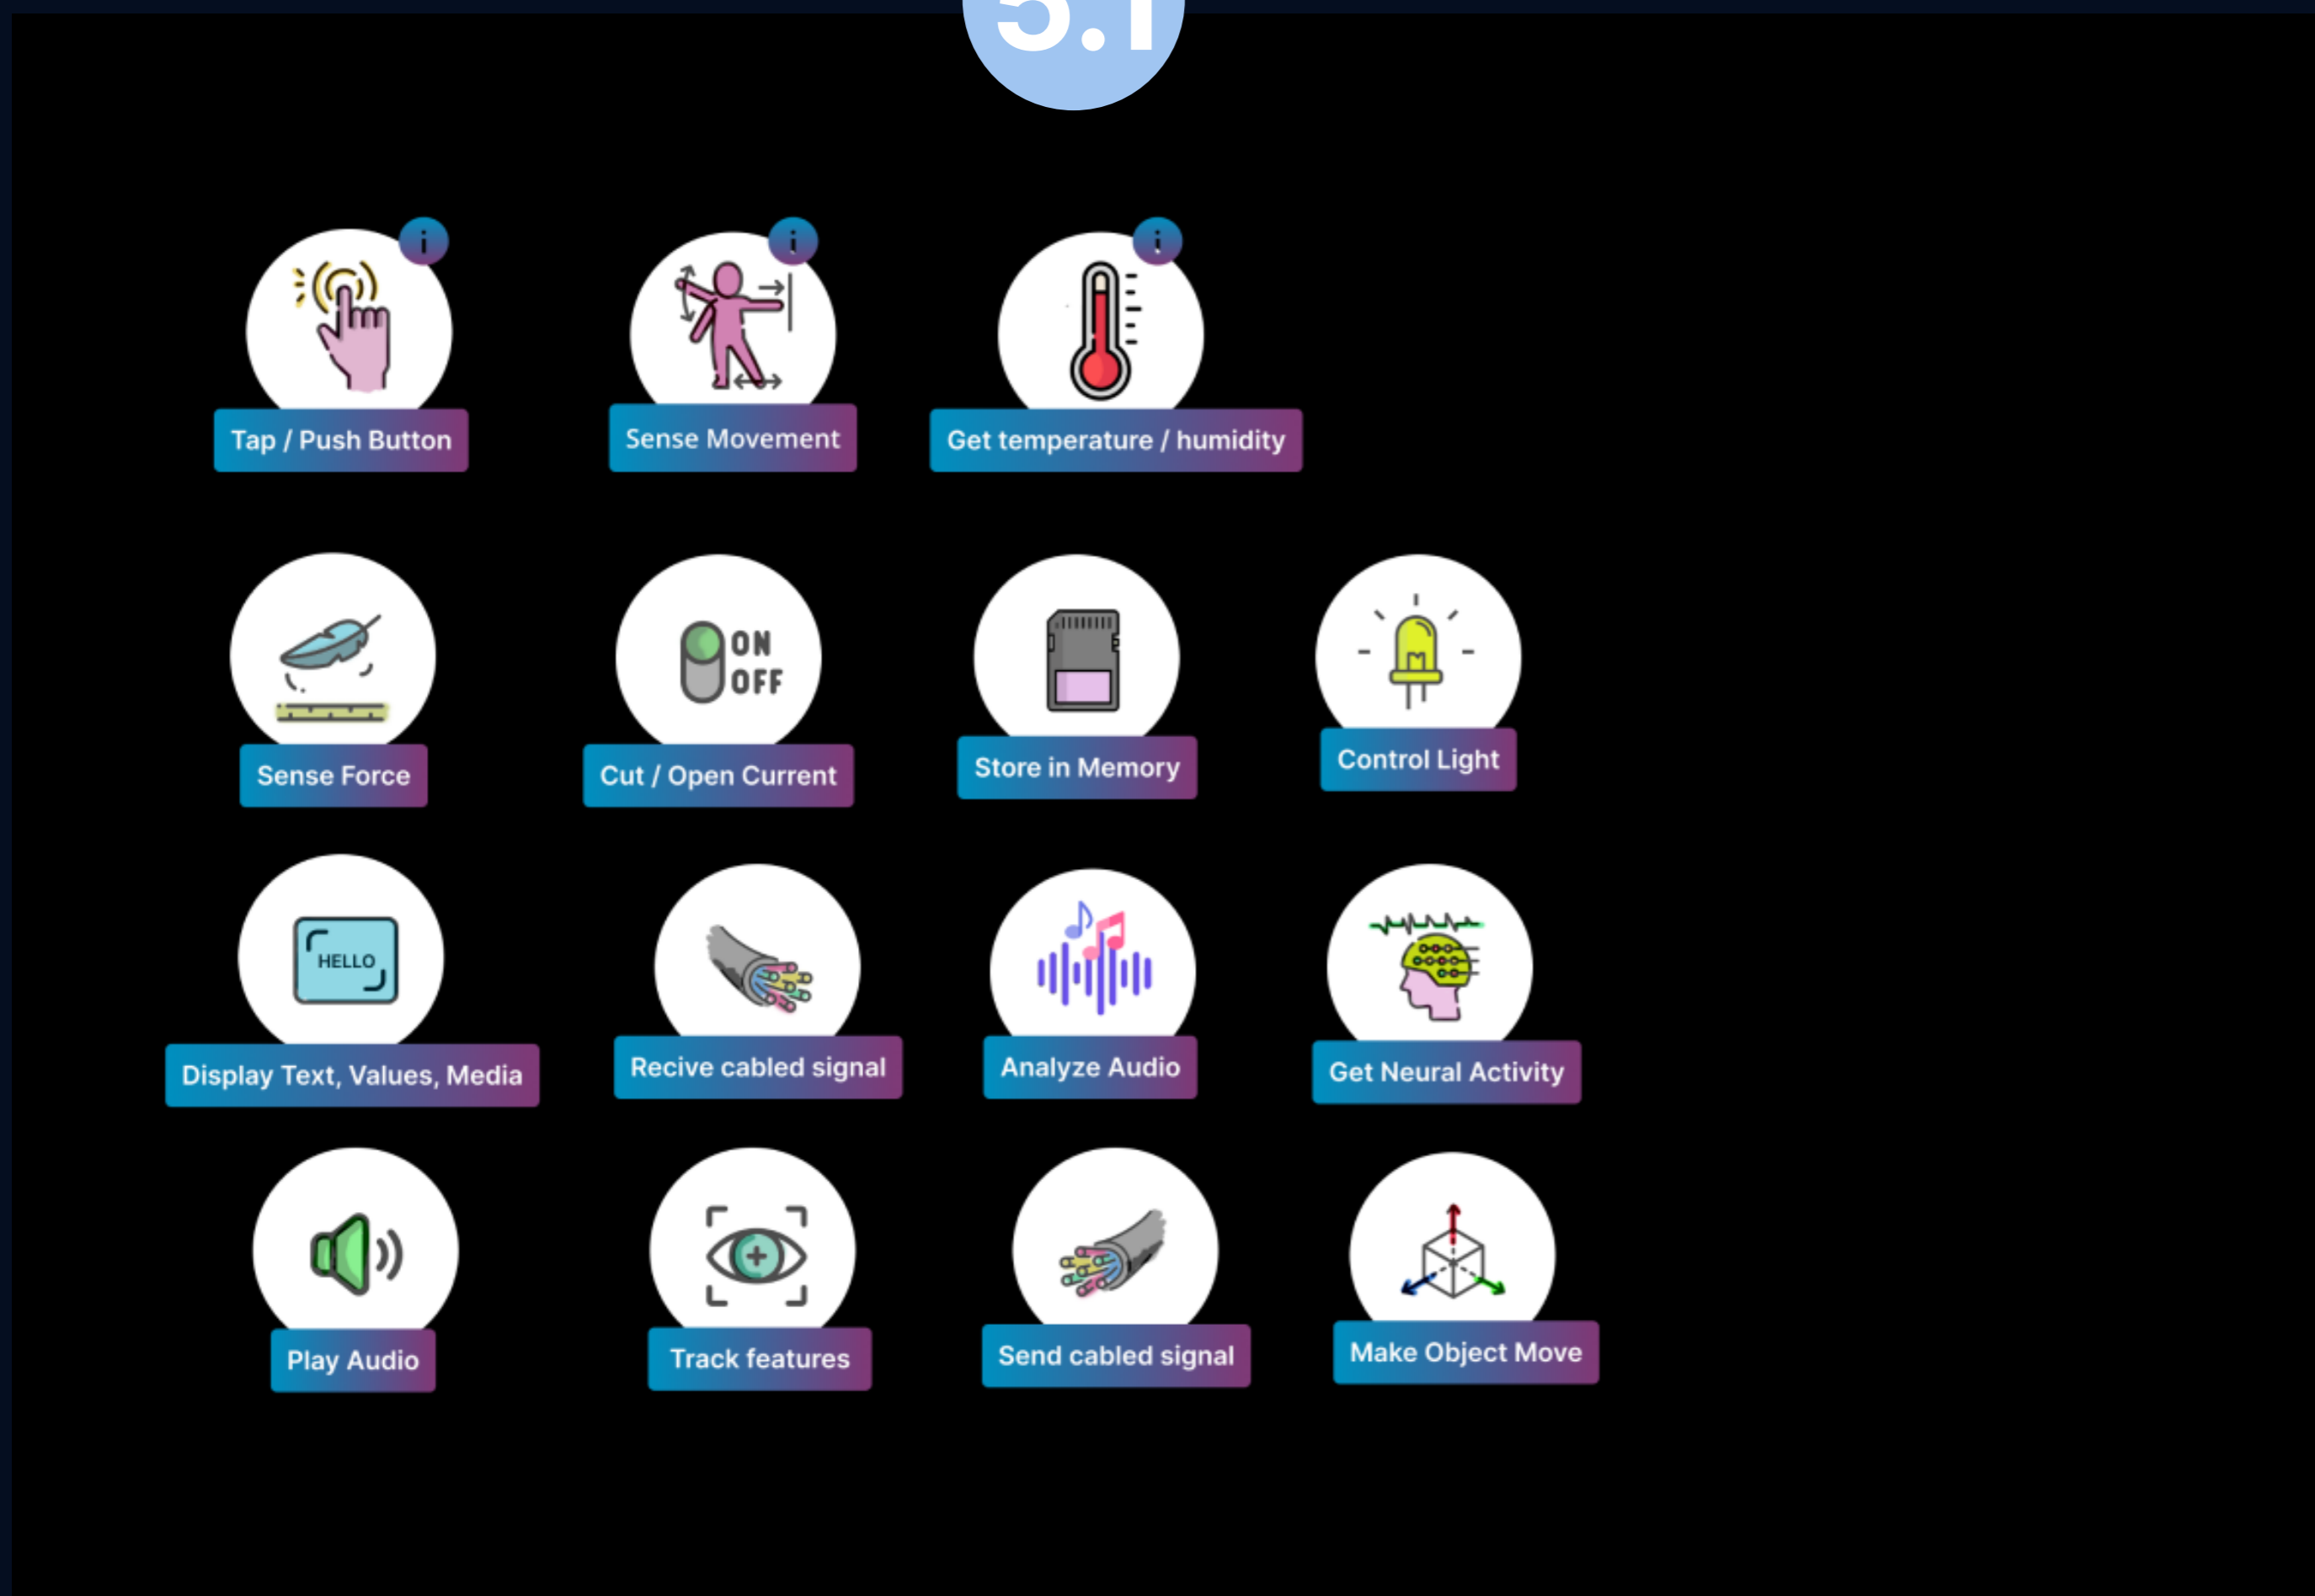 5.1
i
i
i
Tap / Push Button
Sense Movement
Get temperature / humidity
ON
OFF
Sense Force
Cut / Open Current
Store in Memory
Control Light
HELLO
Display Text, Values, Media
Recive cabled signal
Analyze Audio
Get Neural Activity
Play Audio
Track features
Send cabled signal
Make Object Move